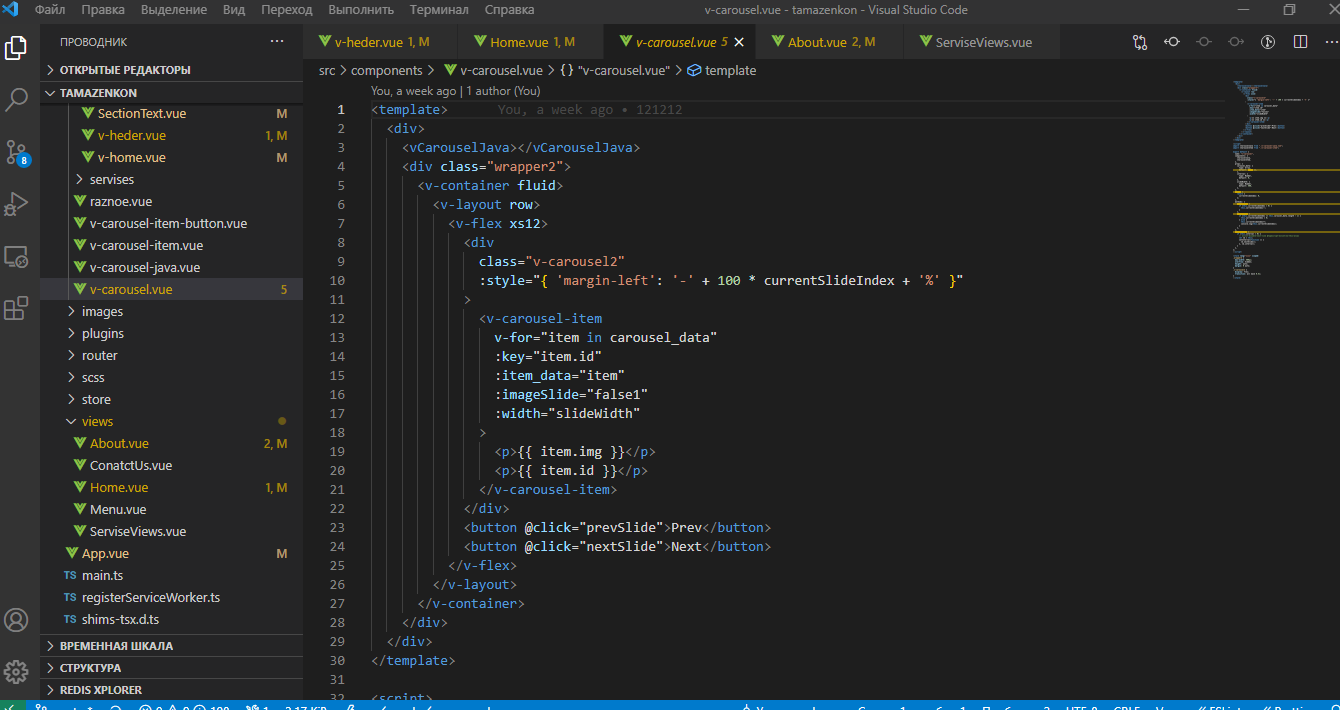 Файл Правка Выделение Вид Переход Выполнить Терминал Справка v-carousel.vue - tamazenkon - Visual Studio Code
ПРОВОДНИК ···
ОТКРЫТЫЕ РЕДАКТОРЫ
TAMAZENKON
SectionText.vue M
v-heder.vue 1, M
v-home.vue M
servises
raznoe.vue
v-carousel-item-button.vue
v-carousel-item.vue
v-carousel-java.vue
v-carousel.vue 5
images
plugins
router
scss
store
views
About.vue 2, M
ConatctUs.vue
Home.vue 1, M
Menu.vue
ServiseViews.vue
App.vue M
TS main.ts
TS registerServiceWorker.ts
TS shims-tsx.d.ts
ВРЕМЕННАЯ ШКАЛА
СТРУКТУРА
REDIS XPLORER
8
v-heder.vue 1, M Home.vue 1, M v-carousel.vue 5 About.vue 2, M ServiseViews.vue
src > components > v-carousel.vue > {} "v-carousel.vue" > template
You, a week ago | 1 author (You)
1 <template> You, a week ago • 121212
2 <div>
3 <vCarouselJava></vCarouselJava>
4 <div class="wrapper2">
5 <v-container fluid>
6 <v-layout row>
7 <v-flex xs12>
8 <div
9 class="v-carousel2"
10 :style="{ 'margin-left': '-' + 100 * currentSlideIndex + '%' }"
11 >
12 <v-carousel-item
13 v-for="item in carousel_data"
14 :key="item.id"
15 :item_data="item"
16 :imageSlide="false1"
17 :width="slideWidth"
18 >
19 <p>{{ item.img }}</p>
20 <p>{{ item.id }}</p>
21 </v-carousel-item>
22 </div>
23 <button @click="prevSlide">Prev</button>
24 <button @click="nextSlide">Next</button>
25 </v-flex>
26 </v-layout>
27 </v-container>
28 </div>
29 </div>
30 </template>
31
32 <script>